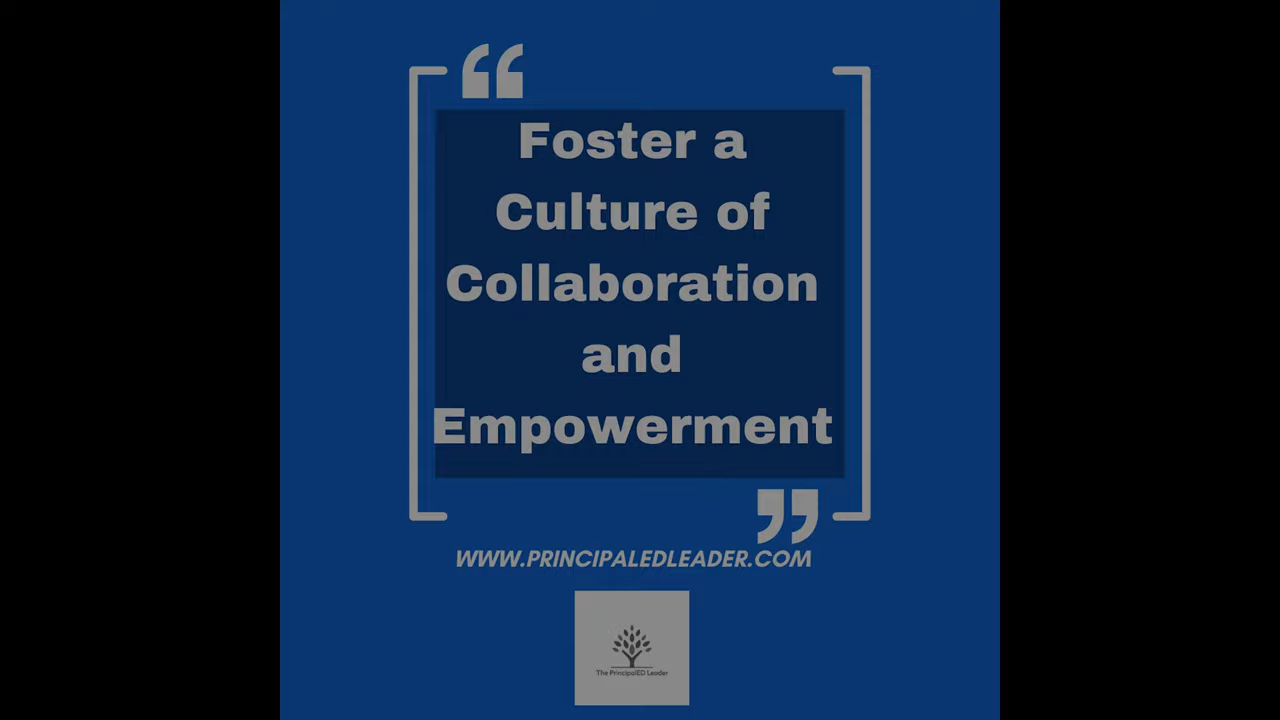 “
Foster a
Culture of
Collaboration
and
Empowerment
”
WWW.PRINCIPALEDLEADER.COM
The PrincipalED Leader